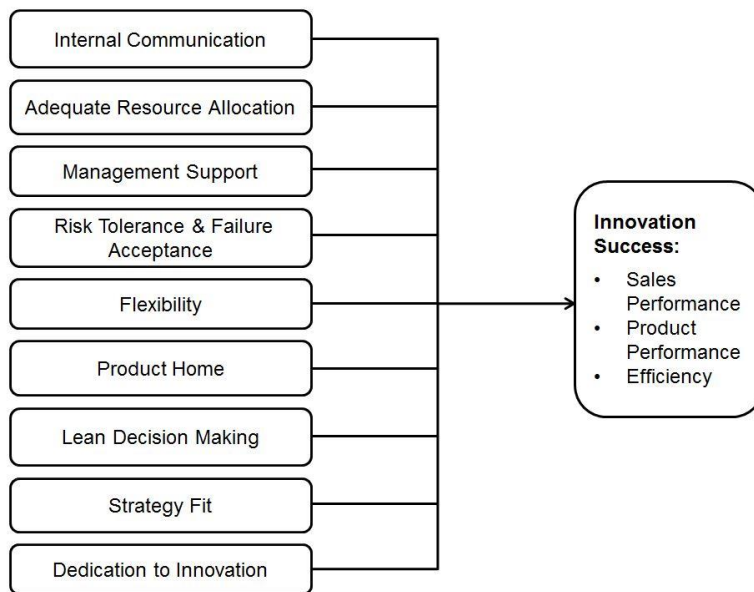 Internal Communication
Adequate Resource Allocation
Management Support
Risk Tolerance & Failure
Acceptance
Flexibility
Product Home
Lean Decision Making
Strategy Fit
Dedication to Innovation
Innovation
Success:
• Sales
Performance
• Product
Performance
• Efficiency